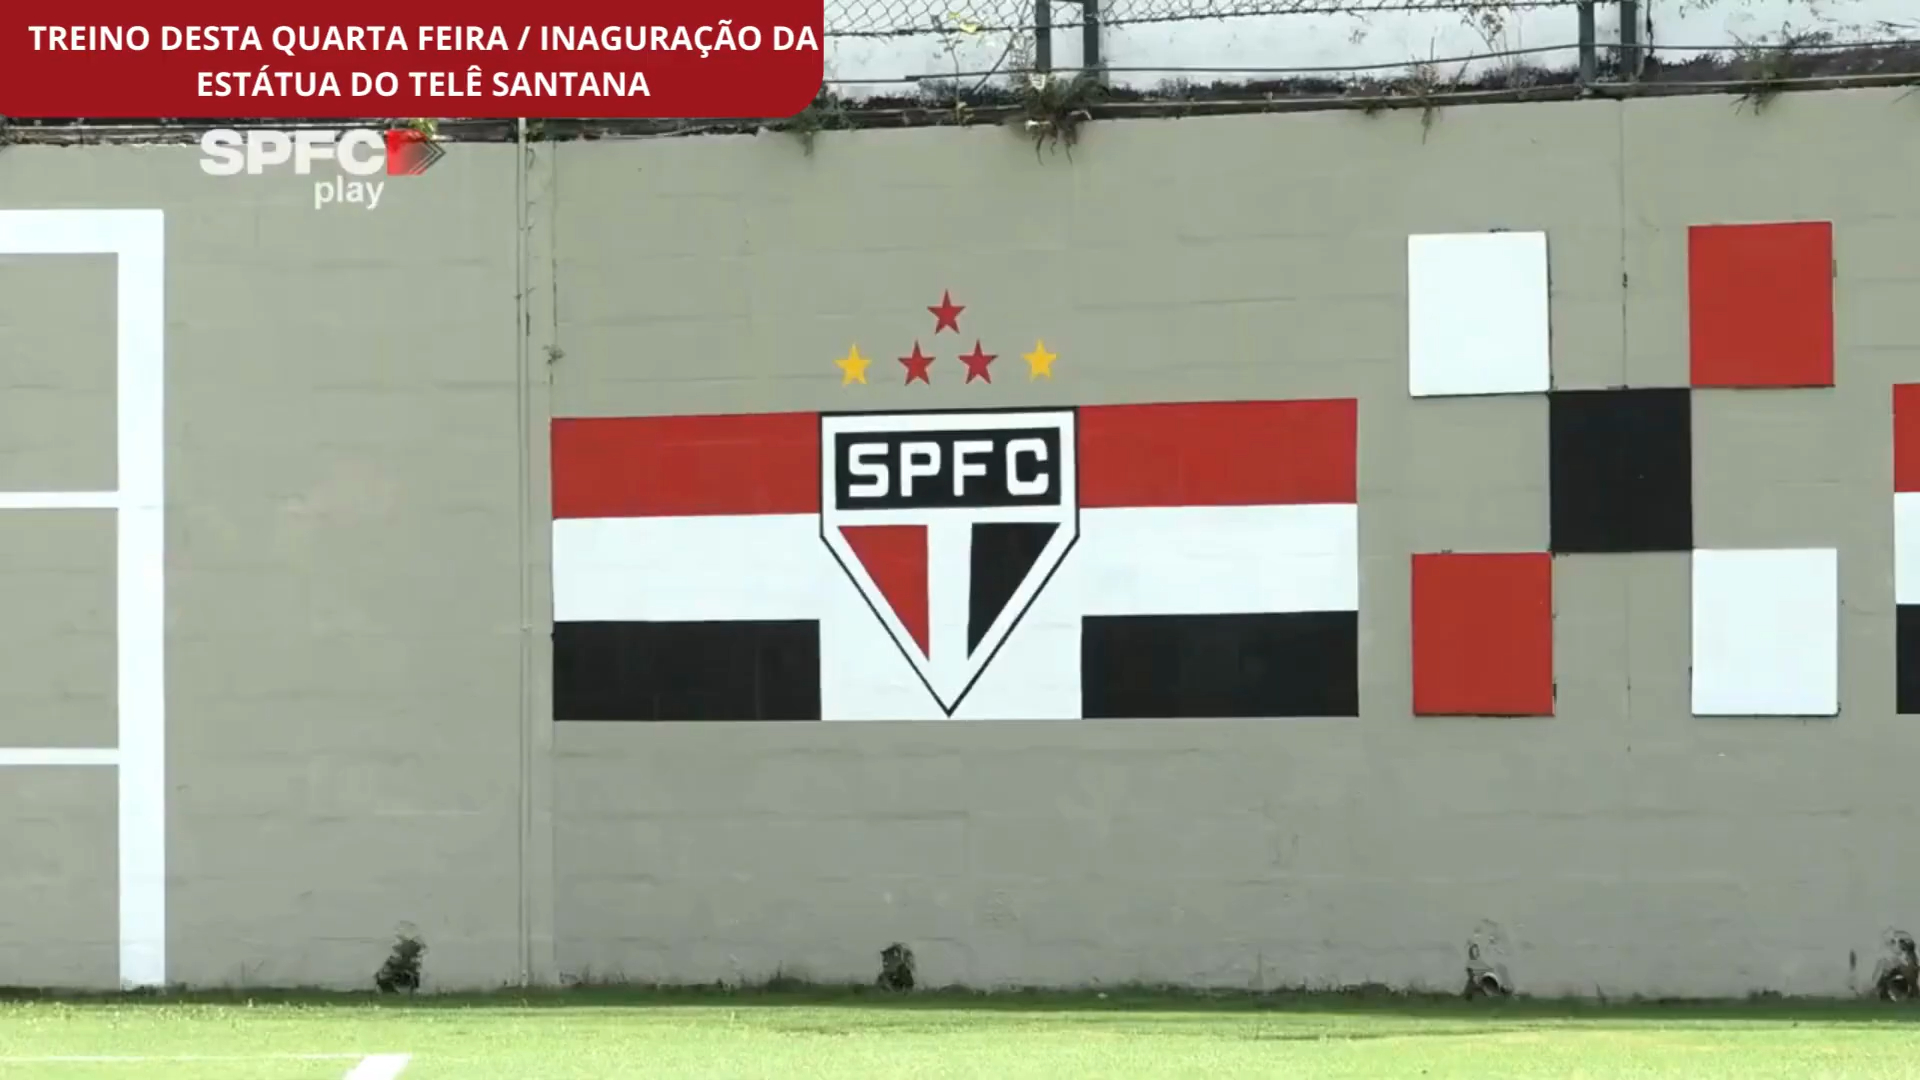 TREINO DESTA QUARTA FEIRA / INAGURAÇÃO DA
ESTÁTUA DO TELÊ SANTANA
SPFC
play
SPFC